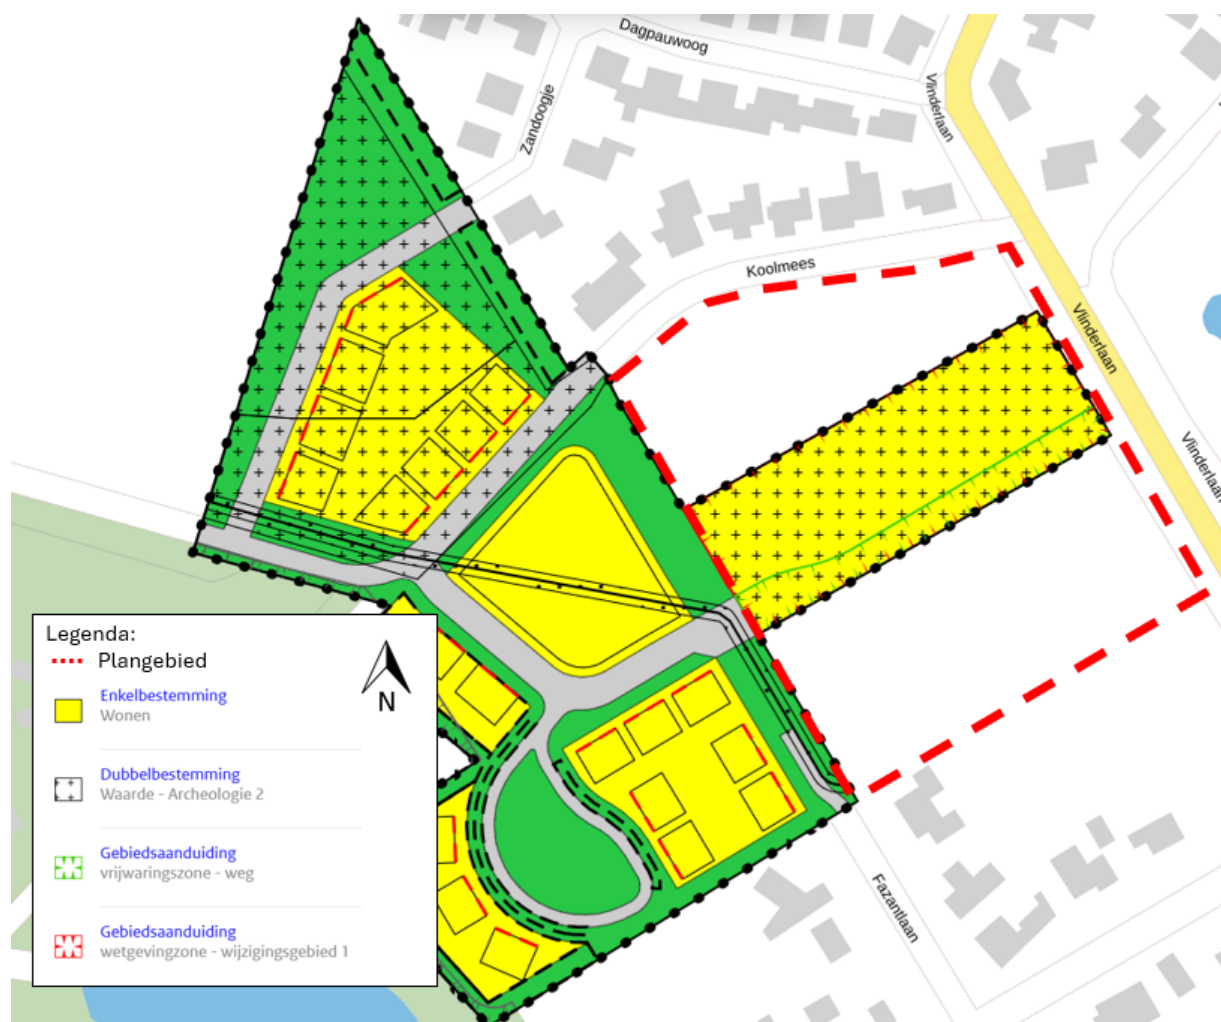 Dagpauwoog
Zandoogje
Vlinderlaan
Koolmees
Vlinderlaan
Vlinderlaan
Fazantlaan
Legenda:
Plangebied
N
Enkelbestemming
Wonen
Dubbelbestemming
Waarde - Archeologie 2
Gebiedsaanduiding
vrijwaringszone - weg
Gebiedsaanduiding
wetgevingzone - wijzigingsgebied 1